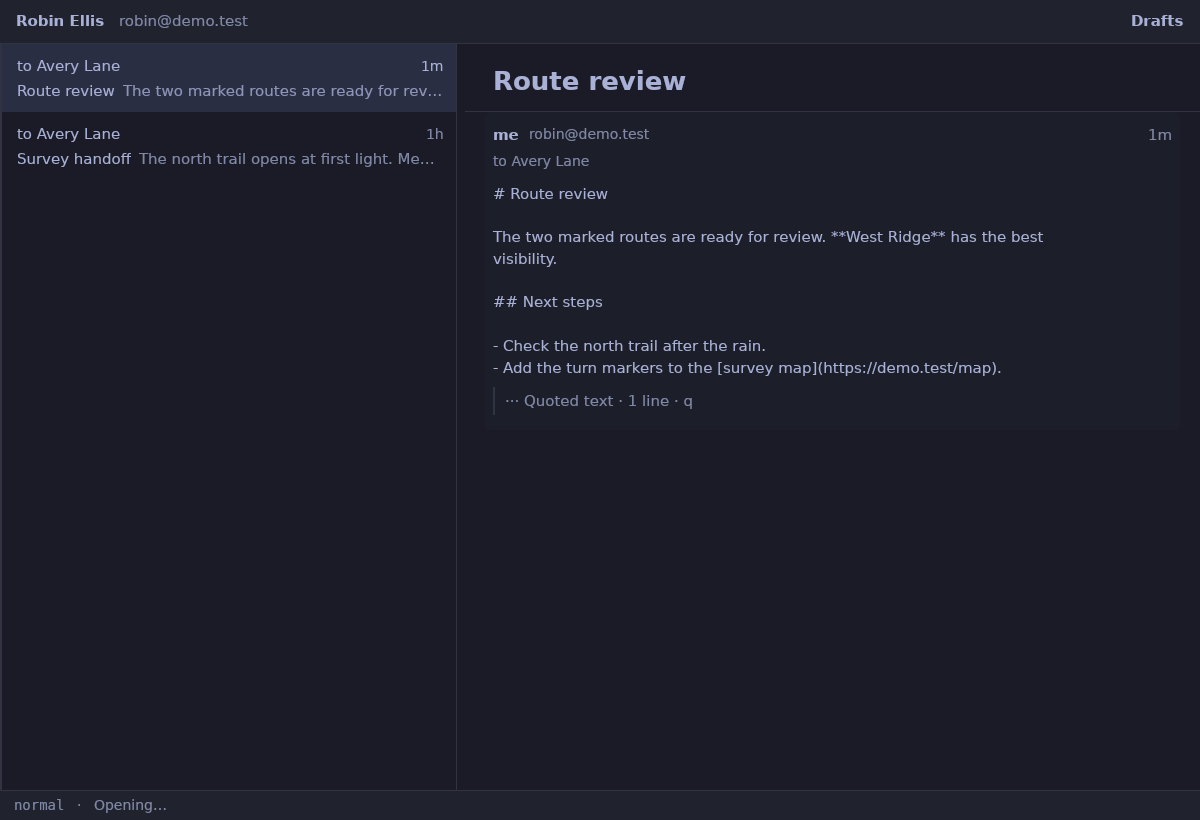 Robin Ellis robin@demo.test Drafts
to Avery Lane 1m
Route review The two marked routes are ready for rev…
to Avery Lane 1h
Survey handoff The north trail opens at first light. Me…
Route review
me robin@demo.test 1m
to Avery Lane
# Route review
The two marked routes are ready for review. **West Ridge** has the best
visibility.
## Next steps
- Check the north trail after the rain.
- Add the turn markers to the [survey map](https://demo.test/map).
··· Quoted text · 1 line · q
normal · Opening…